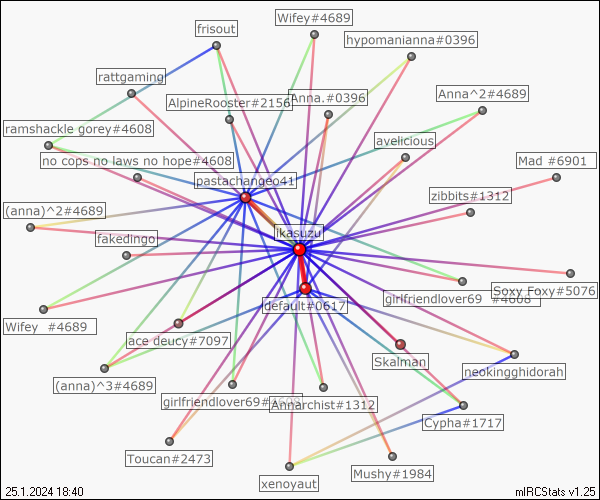 Wifey#4689
frisout
hypomanianna#0396
rattgaming
Anna^2#4689
AlpineRooster#2156
Anna.#0396
ramshackle gorey#4608
avelicious
no cops no laws no hope#4608
Mad #6901
pastachangeo41
zibbits#1312
(anna)^2#4689
ikasuzu
fakedingo
Soxy Foxy#5076
girlfriendlover69 #4608
default#0617
Wifey #4689
ace deucy#7097
Skalman
neokingghidorah
(anna)^3#4689
girlfriendlover69#4608
Annarchist#1312
Cypha#1717
Toucan#2473
Mushy#1984
xenoyaut
25.1.2024 18:40
mIRCStats v1.25